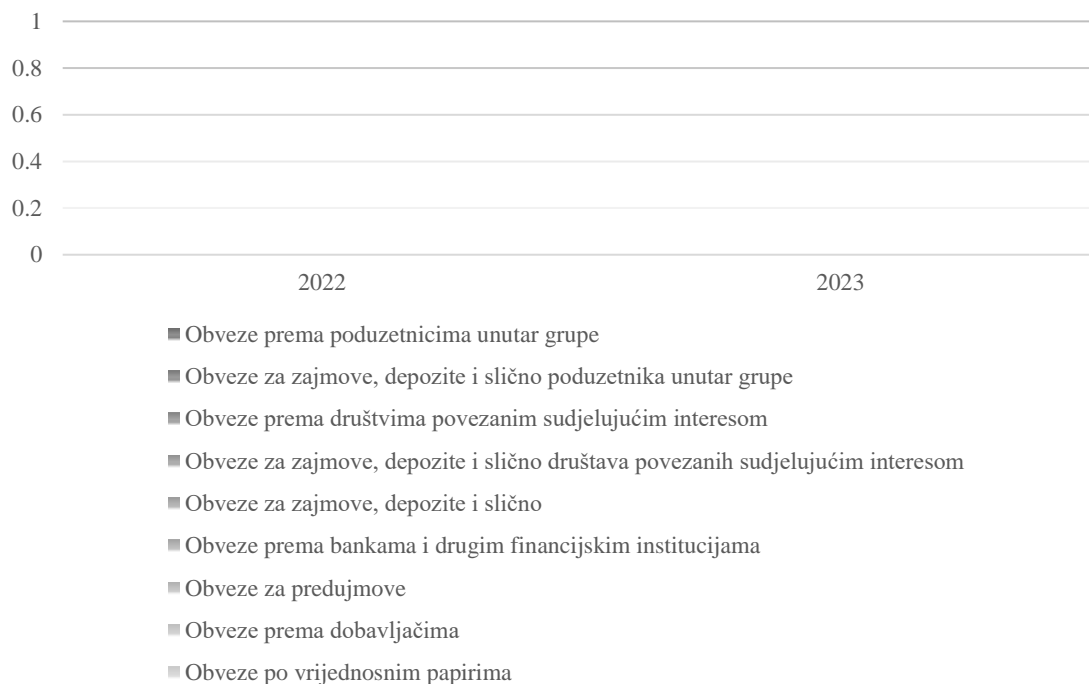 1
0.8
0.6
0.4
0.2
0
2022 2023
Obveze prema poduzetnicima unutar grupe
Obveze za zajmove, depozite i slično poduzetnika unutar grupe
Obveze prema društvima povezanim sudjelujućim interesom
Obveze za zajmove, depozite i slično društava povezanih sudjelujućim interesom
Obveze za zajmove, depozite i slično
Obveze prema bankama i drugim financijskim institucijama
Obveze za predujmove
Obveze prema dobavljačima
Obveze po vrijednosnim papirima